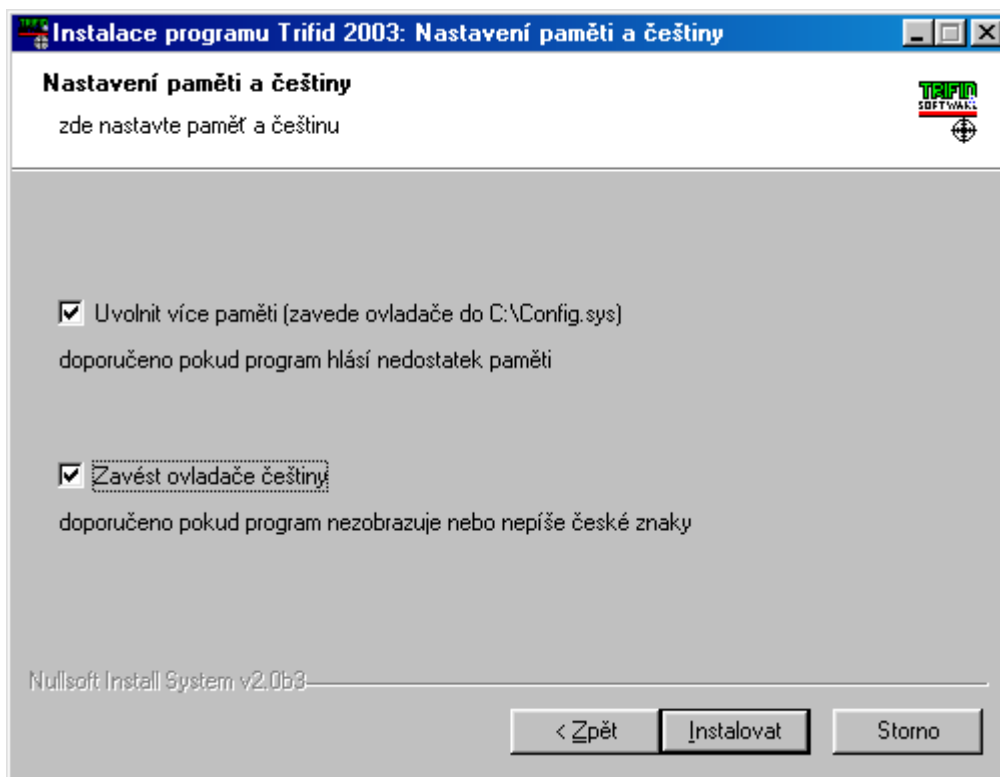 Instalace programu Trifid 2003: Nastavení paměti a češtiny
Nastavení paměti a češtiny
zde nastavte paměť a češtinu
TRIFID
SOFTWARE
Uvolnit více paměti (zavede ovladače do C:\Config.sys)
doporučeno pokud program hlásí nedostatek paměti
Zavést ovladače češtiny
doporučeno pokud program nezobrazuje nebo nepíše české znaky
Nullsoft Install System v2.0b3
< Zpět
Instalovat
Storno